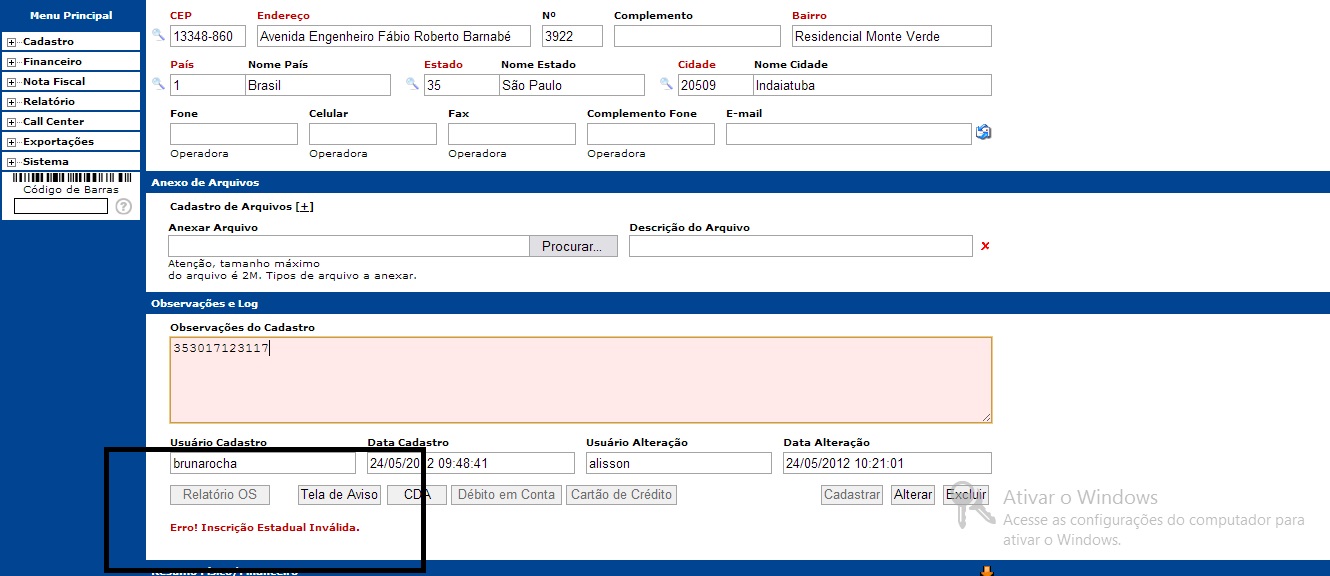 Menu Principal
Cadastro
Financeiro
Nota Fiscal
Relatório
Call Center
Exportações
Sistema
Código de Barras
?
CEP Endereço Nº Complemento Bairro
13348-860 Avenida Engenheiro Fábio Roberto Barnabé 3922 Residencial Monte Verde
País Nome País Estado Nome Estado Cidade Nome Cidade
1 Brasil 35 São Paulo 20509 Indaiatuba
Fone Celular Fax Complemento Fone E-mail
Operadora Operadora Operadora Operadora
Anexo de Arquivos
Cadastro de Arquivos [+]
Anexar Arquivo Descrição do Arquivo
Procurar...
Atenção, tamanho máximo
do arquivo é 2M. Tipos de arquivo a anexar.
Observações e Log
Observações do Cadastro
353017123117
Usuário Cadastro Data Cadastro Usuário Alteração Data Alteração
brunarocha 24/05/2012 09:48:41 alisson 24/05/2012 10:21:01
Relatório OS Tela de Aviso CDA Débito em Conta Cartão de Crédito Cadastrar Alterar Excluir
Erro! Inscrição Estadual Inválida.
Ativar o Windows
Acesse as configurações do computador para
ativar o Windows.
Resumo Físico/Financeiro